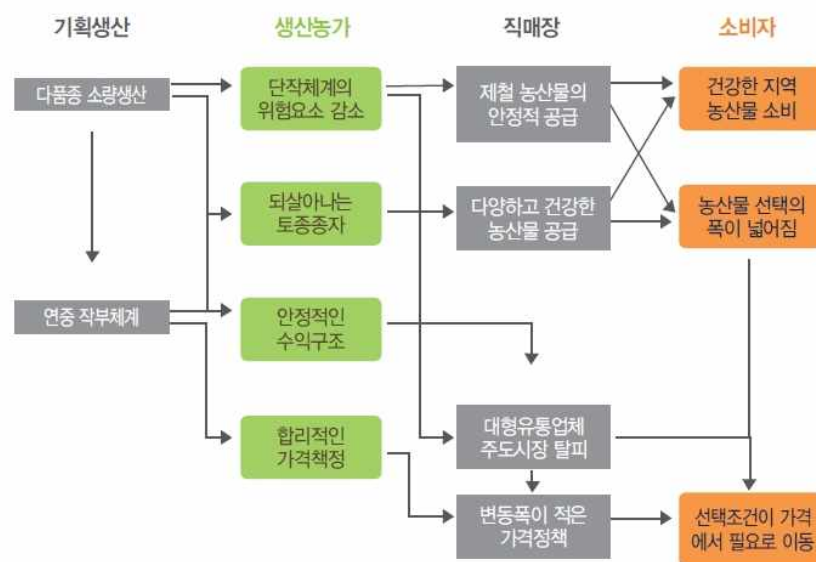 기획생산
생산농가
직매장
소비자
다품종 소량생산
단작체계의
위험요소 감소
제철 농산물의
안정적 공급
건강한 지역
농산물 소비
되살아나는
토종종자
다양하고 건강한
농산물 공급
농산물 선택의
폭이 넓어짐
연중 작부체계
안정적인
수익구조
합리적인
가격책정
대형유통업체
주도시장 탈피
변동폭이 적은
가격정책
선택조건이 가격
에서 필요로 이동